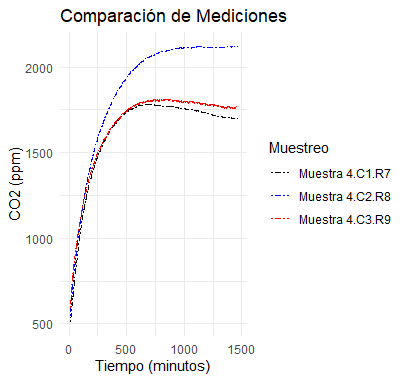 Comparación de Mediciones
CO2 (ppm)
2000
1500
1000
500
0
500
1000
1500
Tiempo (minutos)
Muestreo
Muestra 4.C1.R7
Muestra 4.C2.R8
Muestra 4.C3.R9